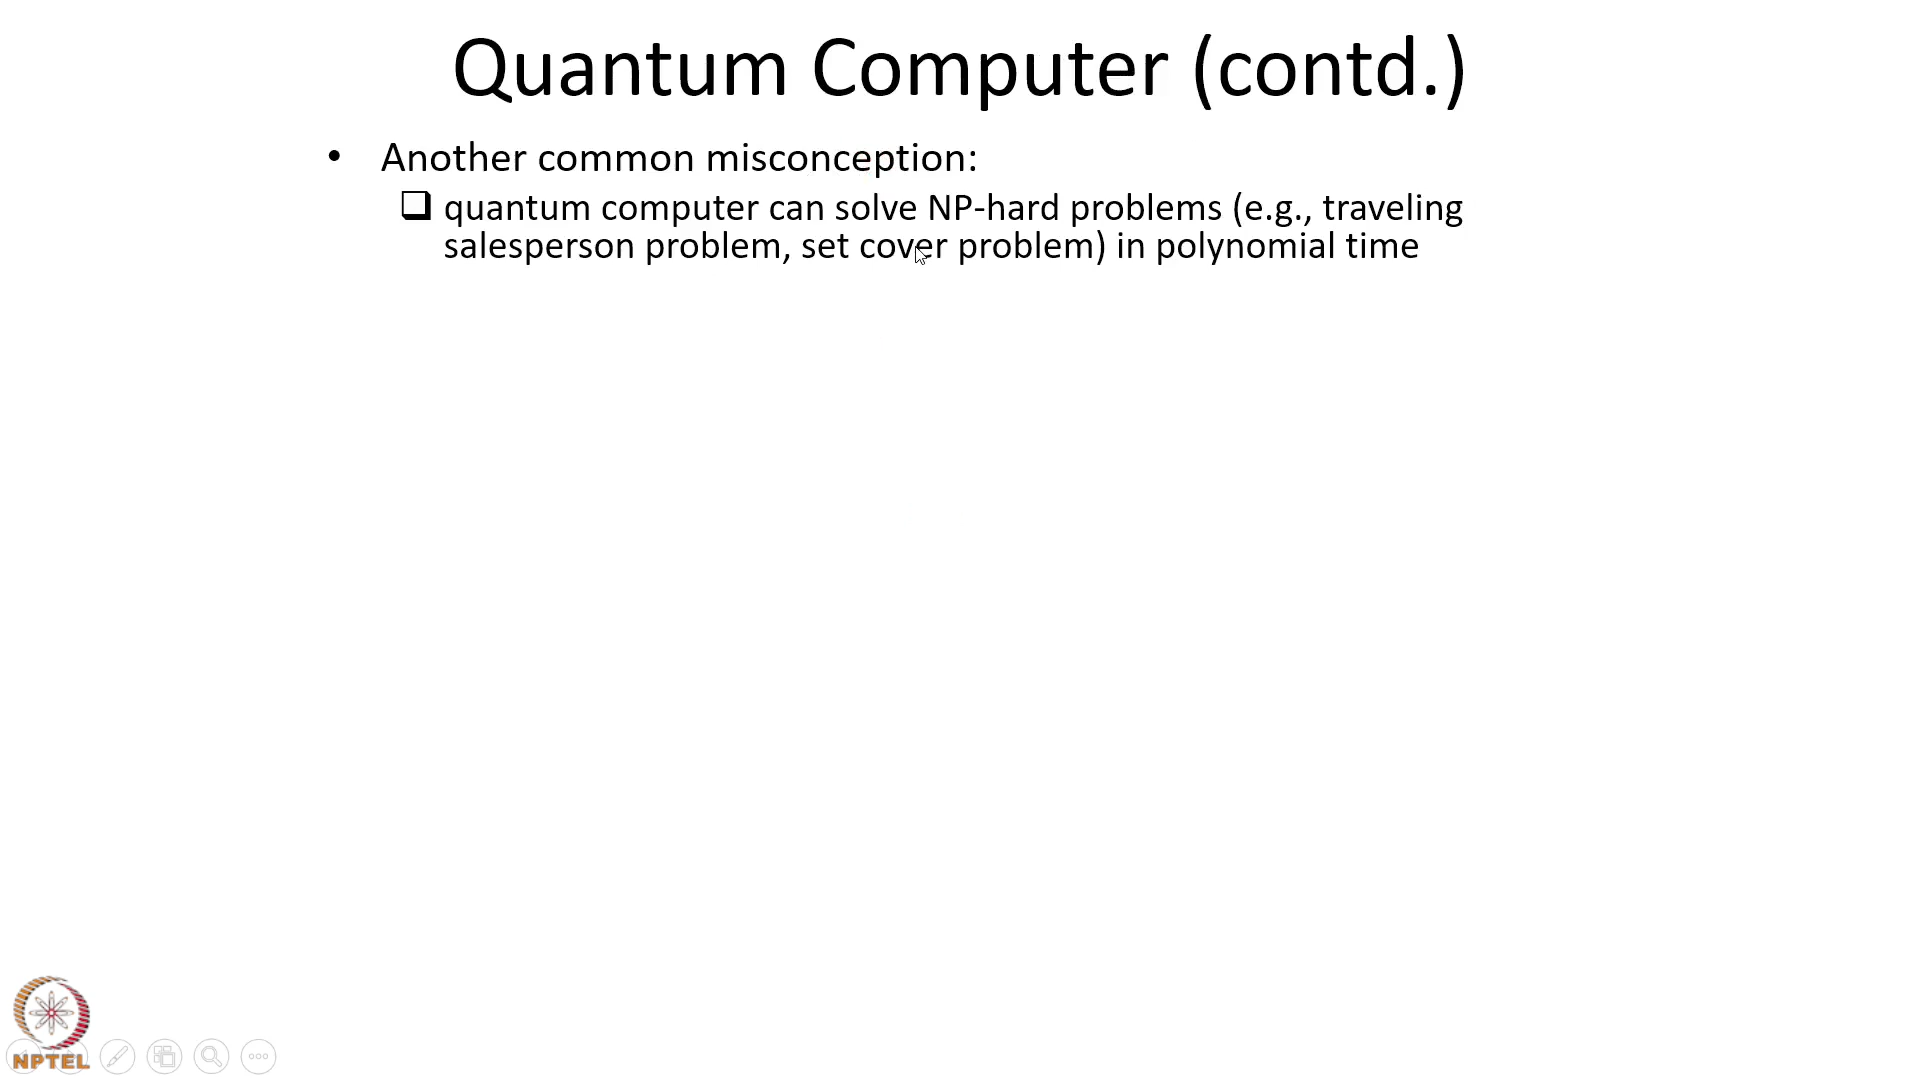 Quantum Computer (contd.)
• Another common misconception:
❑ quantum computer can solve NP-hard problems (e.g., traveling
salesperson problem, set cover problem) in polynomial time
NPTEL